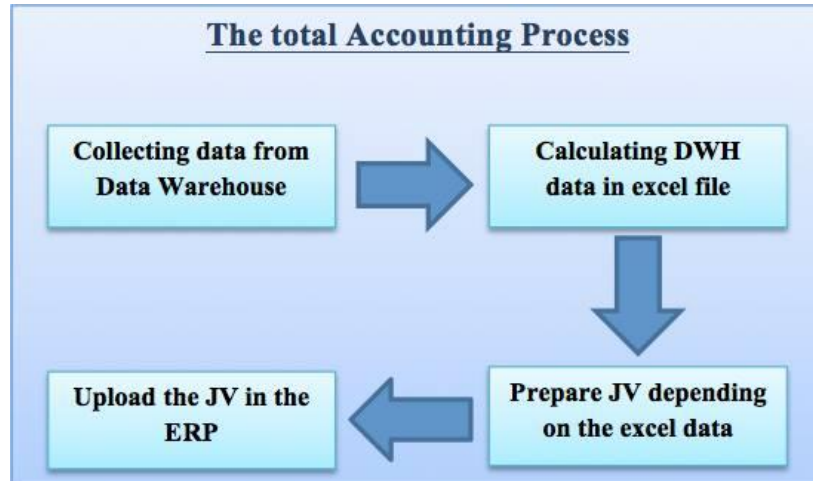 The total Accounting Process
Collecting data from
Data Warehouse
Calculating DWH
data in excel file
Prepare JV depending
on the excel data
Upload the JV in the
ERP